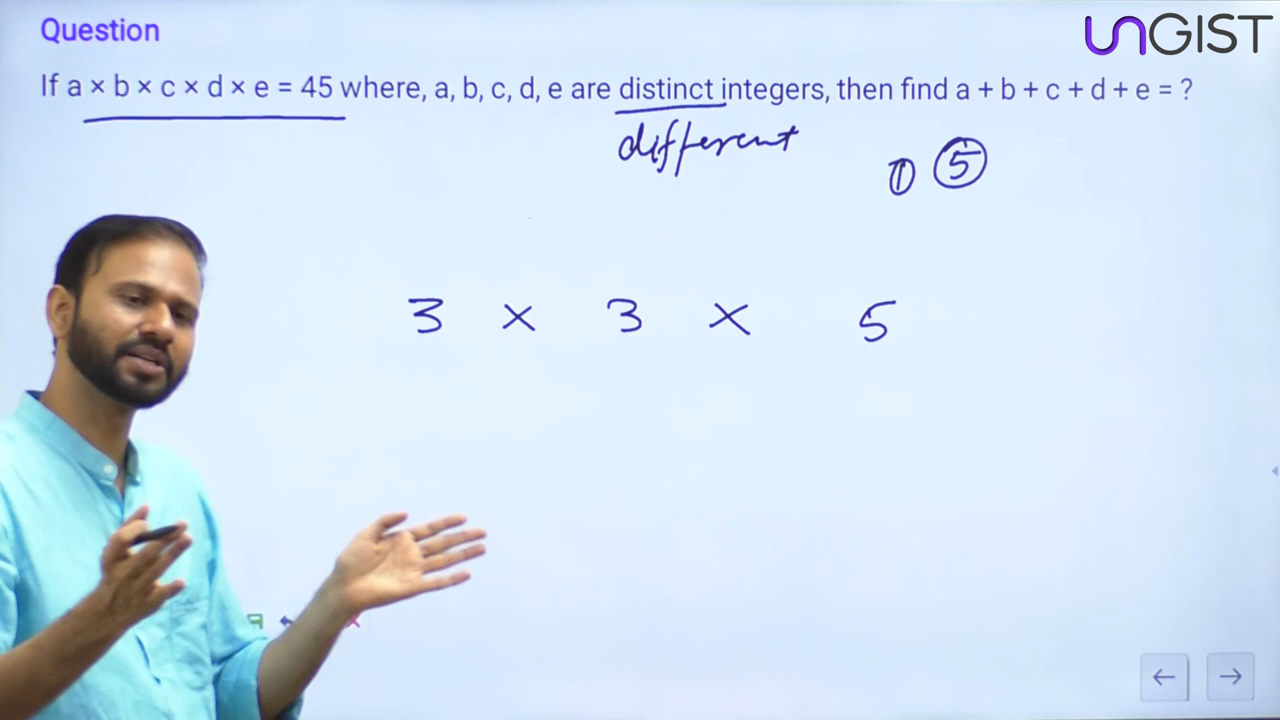 Question
UNGIST
If a × b × c × d × e = 45 where, a, b, c, d, e are distinct integers, then find a + b + c + d + e = ?
different
① ⑤
3 × 3 × 5
← →